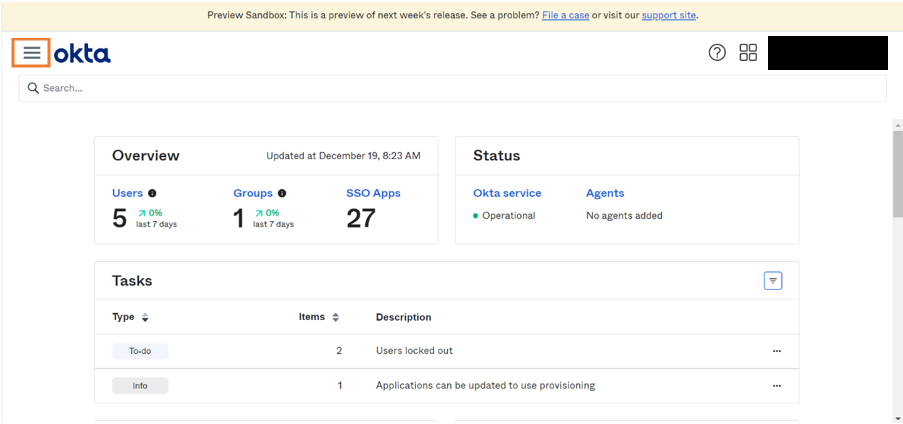 Preview Sandbox: This is a preview of next week's release. See a problem? File a case or visit our support site.
okta
Search...
Overview
Updated at December 19, 8:23 AM
Users
Groups
SSO Apps
5
0%
last 7 days
1
0%
last 7 days
27
Status
Okta service
Agents
Operational
No agents added
Tasks
Type Items Description
To-do 2 Users locked out
Info 1 Applications can be updated to use provisioning